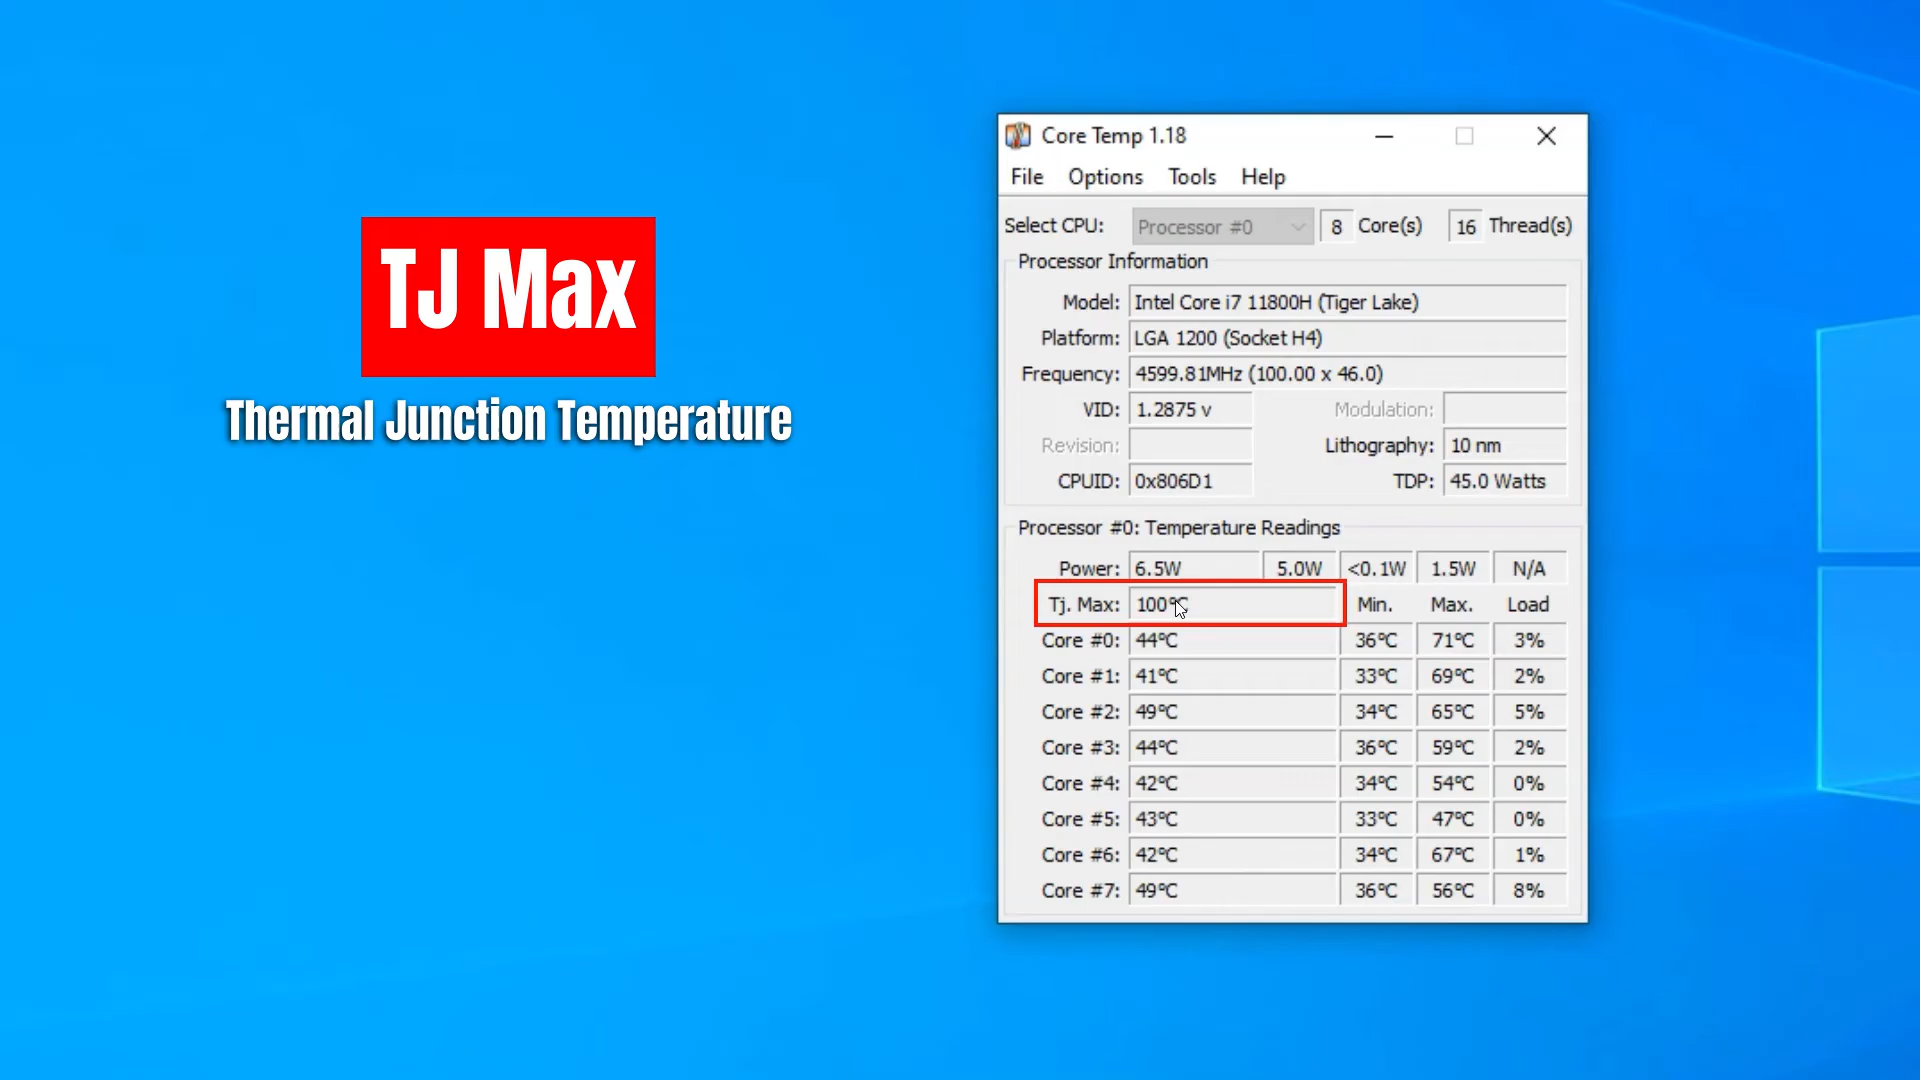 TJ Max
Thermal Junction Temperature
Core Temp 1.18
File Options Tools Help
Select CPU: Processor #0 8 Core(s) 16 Thread(s)
Processor Information
Model: Intel Core i7 11800H (Tiger Lake)
Platform: LGA 1200 (Socket H4)
Frequency: 4599.81MHz (100.00 x 46.0)
VID: 1.2875 v Modulation:
Revision: Lithography: 10 nm
CPUID: 0x806D1 TDP: 45.0 Watts
Processor #0: Temperature Readings
Power: 6.5W 5.0W <0.1W 1.5W N/A
Tj. Max: 100°C Min. Max. Load
Core #0: 44°C 36°C 71°C 3%
Core #1: 41°C 33°C 69°C 2%
Core #2: 49°C 34°C 65°C 5%
Core #3: 44°C 36°C 59°C 2%
Core #4: 42°C 34°C 54°C 0%
Core #5: 43°C 33°C 47°C 0%
Core #6: 42°C 34°C 67°C 1%
Core #7: 49°C 36°C 56°C 8%